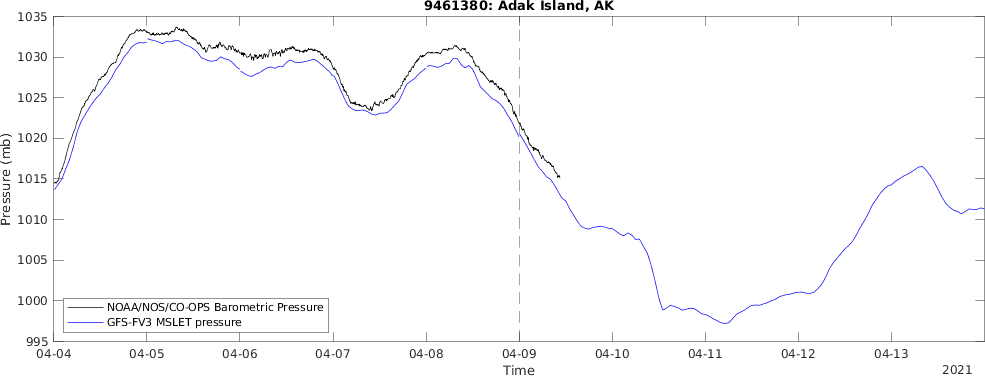 9461380: Adak Island, AK
Pressure (mb)
1035
1030
1025
1020
1015
1010
1005
1000
995
NOAA/NOS/CO-OPS Barometric Pressure
GFS-FV3 MSLET pressure
04-04 04-05 04-06 04-07 04-08 04-09 04-10 04-11 04-12 04-13
Time
2021